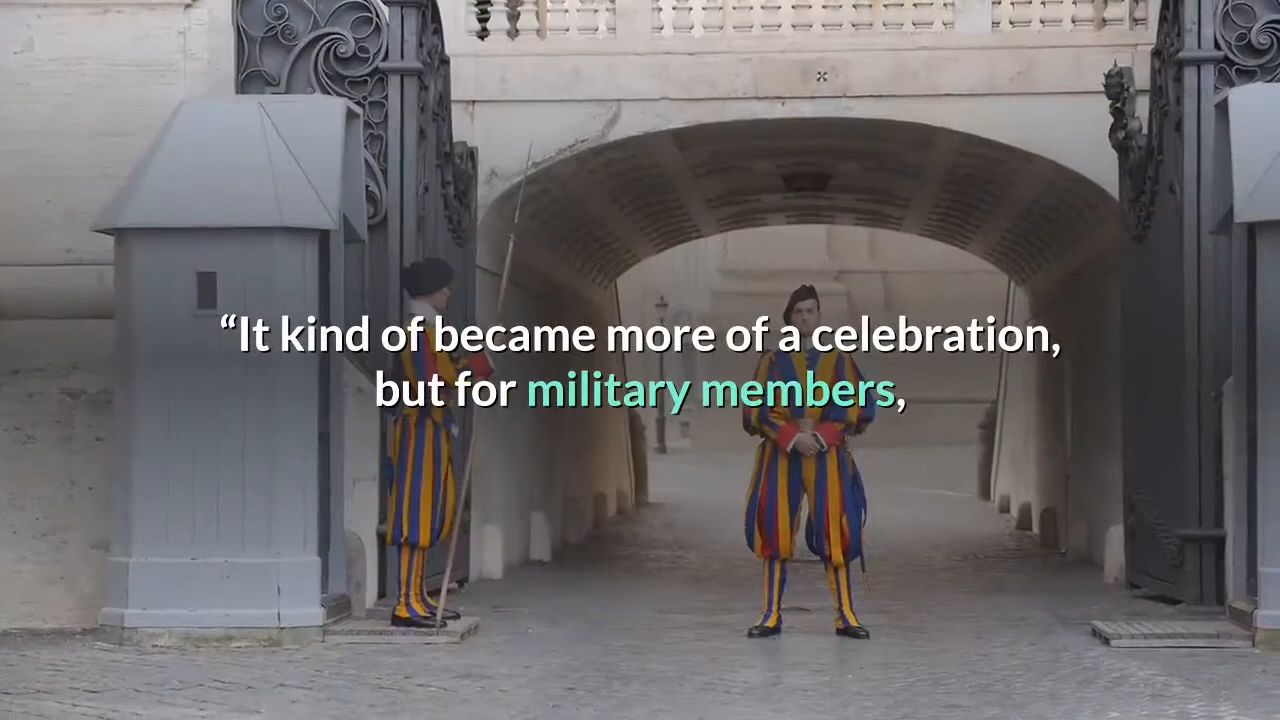 “It kind of became more of a celebration,
but for military members,